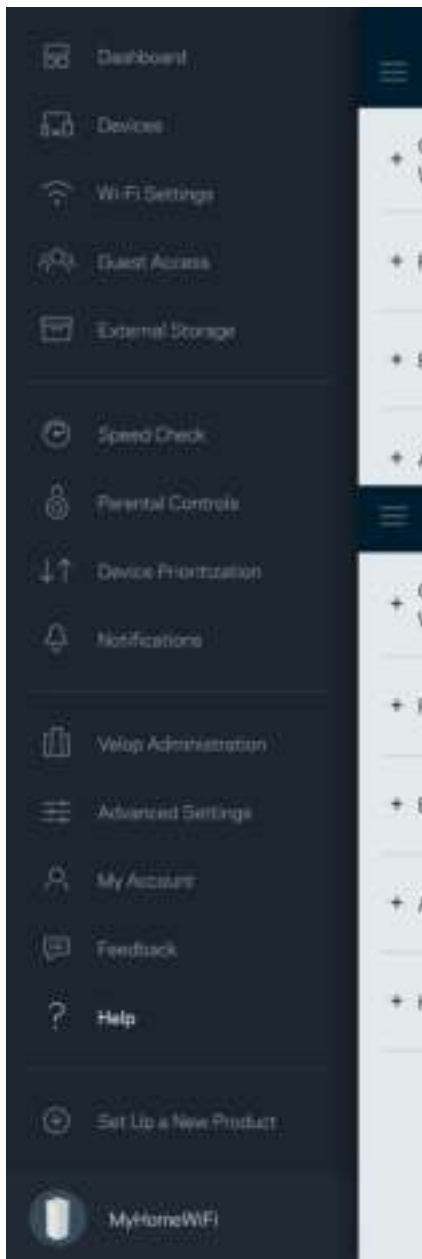 Dashboard
Devices
Wi-Fi Settings
Guest Access
External Storage
Speed Check
Parental Controls
Device Prioritization
Notifications
Velop Administration
Advanced Settings
My Account
Feedback
? Help
Set Up a New Product
MyHomeWiFi